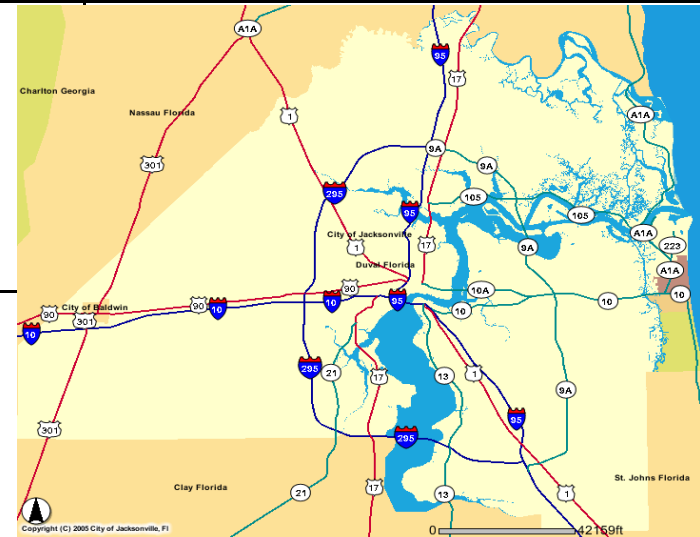 A1A
95
17
Charlton Georgia
Nassau Florida
1
A1A
9A
9A
301
295
105
95
105
City of Jacksonville
A1A
1
17
9A
223
Duval Florida
A1A
90
10A
10
City of Baldwin
90
10
10
95
10
10
90
301
10
295
21
17
13
1
9A
95
301
295
Clay Florida
St. Johns Florida
21
17
13
1
Copyright (C) 2005 City of Jacksonville, Fl
0
42159ft